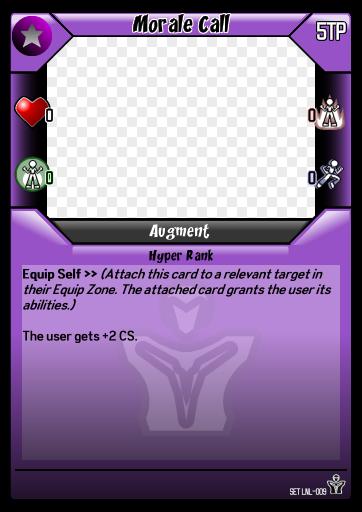 Morale Call
5TP
0
0
0
0
Augment
Hyper Rank
Equip Self >> (Attach this card to a relevant target in
their Equip Zone. The attached card grants the user its
abilities.)
The user gets +2 CS.
SET LNL-009